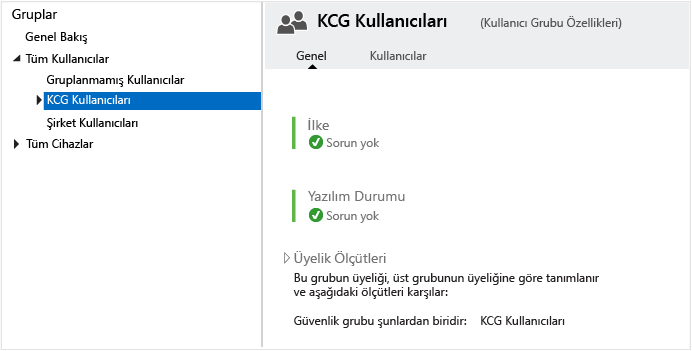 Gruplar
Genel Bakış
Tüm Kullanıcılar
Gruplanmamış Kullanıcılar
KCG Kullanıcıları
Şirket Kullanıcıları
Tüm Cihazlar
KCG Kullanıcıları (Kullanıcı Grubu Özellikleri)
Genel Kullanıcılar
İlke
Sorun yok
Yazılım Durumu
Sorun yok
Üyelik Ölçütleri
Bu grubun üyeliği, üst grubunun üyeliğine göre tanımlanır
ve aşağıdaki ölçütleri karşılar:
Güvenlik grubu şunlardan biridir: KCG Kullanıcıları